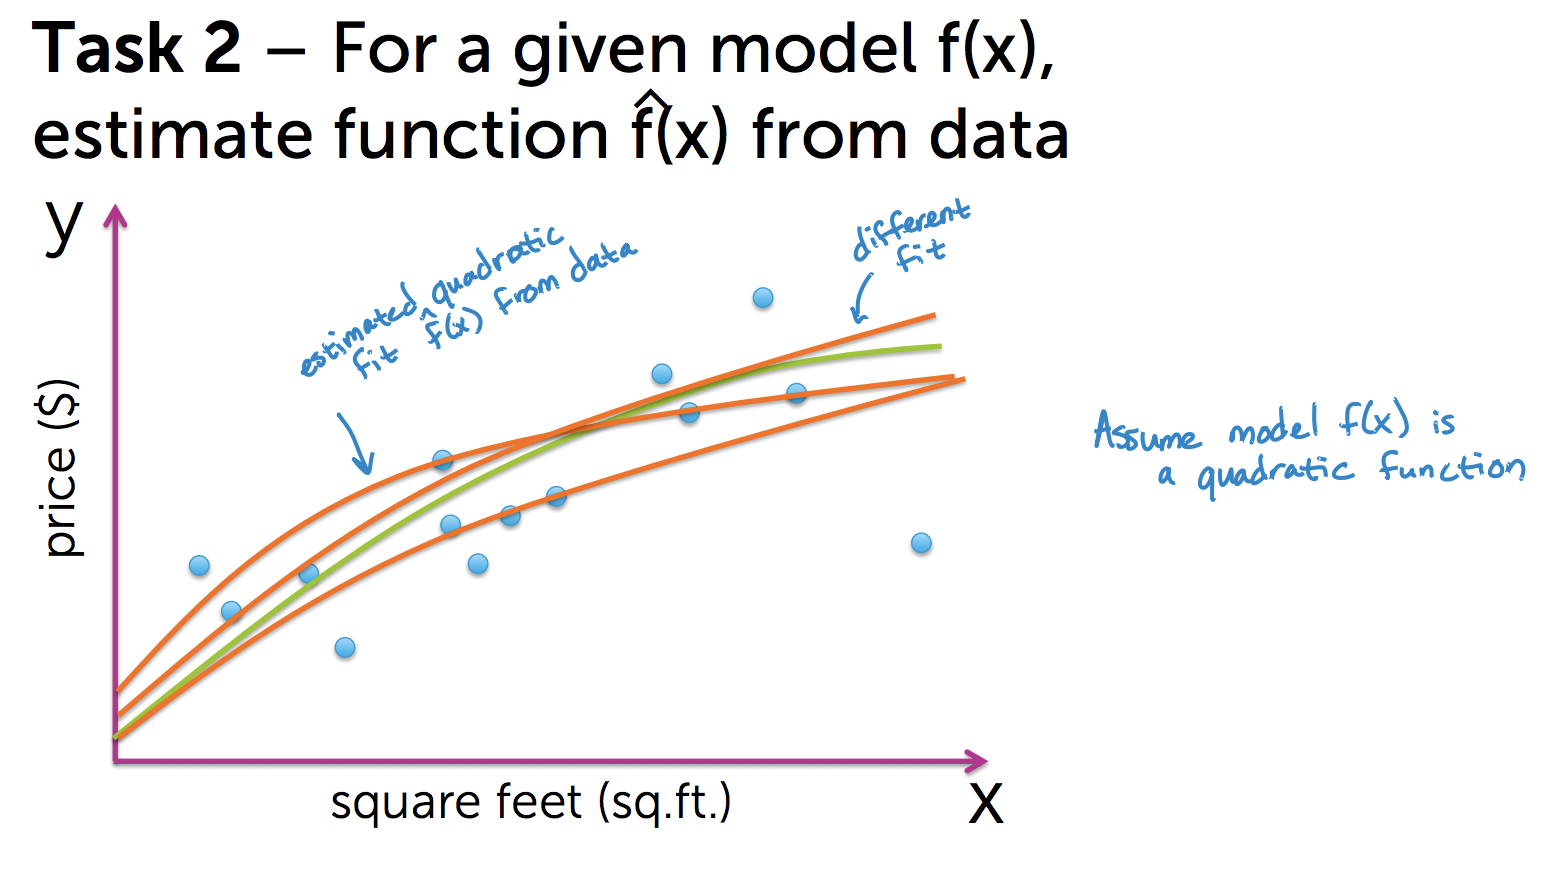 Task 2 – For a given model f(x),
estimate function f̂(x) from data
y
estimated quadratic
fit f̂(x) from data
different
fit
price ($)
Assume model f(x) is
a quadratic function
square feet (sq.ft.)
x